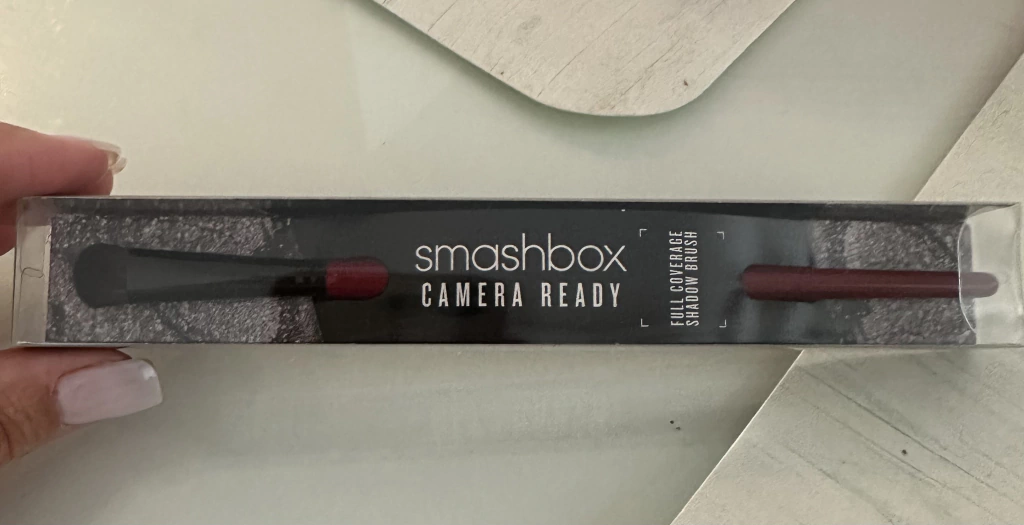 smashbox
CAMERA READY
FULL COVERAGE
SHADOW BRUSH